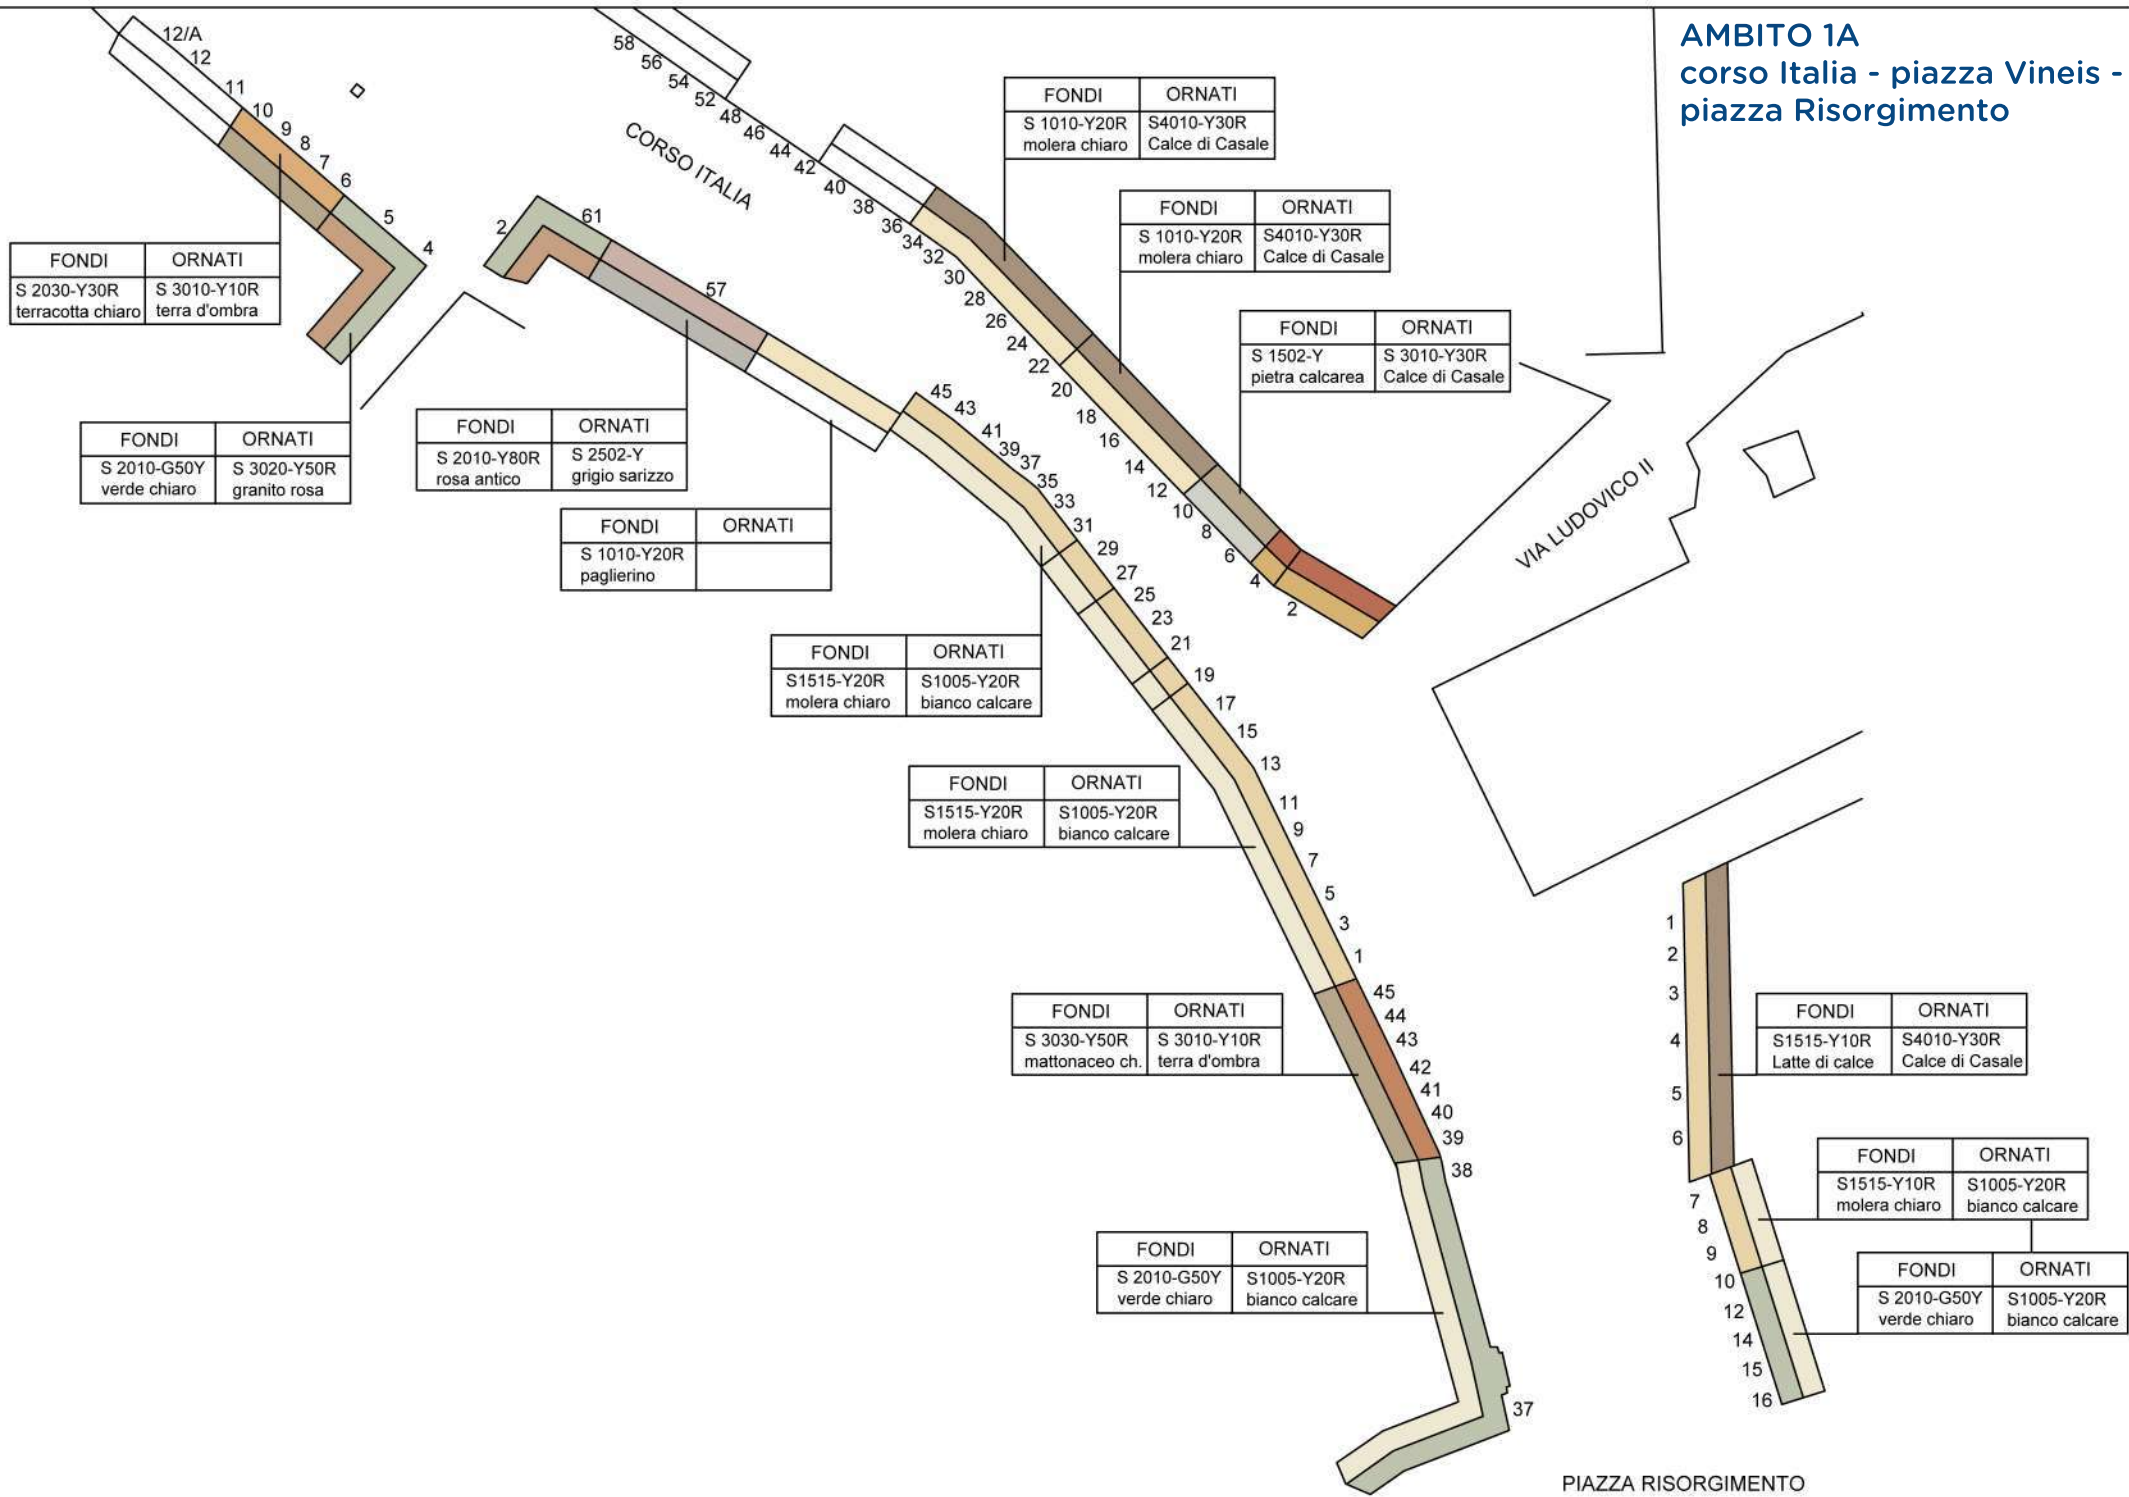 AMBITO 1A
corso Italia - piazza Vineis -
piazza Risorgimento
12/A
12
11
10
9
8
7
6
5
4
58
56
54
52
48
46
44
42
40
38
36
34
32
30
28
26
24
22
20
18
16
14
12
10
8
6
4
2
CORSO ITALIA
FONDI ORNATI
S 1010-Y20R S4010-Y30R
molera chiaro Calce di Casale
FONDI ORNATI
S 1010-Y20R S4010-Y30R
molera chiaro Calce di Casale
FONDI ORNATI
S 1502-Y S 3010-Y30R
pietra calcarea Calce di Casale
FONDI ORNATI
S 2030-Y30R S 3010-Y10R
terracotta chiaro terra d'ombra
2
61
57
FONDI ORNATI
S 2010-G50Y S 3020-Y50R
verde chiaro granito rosa
FONDI ORNATI
S 2010-Y80R S 2502-Y
rosa antico grigio sarizzo
FONDI ORNATI
S 1010-Y20R
paglierino
VIA LUDOVICO II
45
43
41
39
37
35
33
31
29
27
25
23
21
19
17
15
13
11
9
7
5
3
1
FONDI ORNATI
S1515-Y20R S1005-Y20R
molera chiaro bianco calcare
FONDI ORNATI
S1515-Y20R S1005-Y20R
molera chiaro bianco calcare
45
44
43
42
41
40
39
38
37
FONDI ORNATI
S 3030-Y50R S 3010-Y10R
mattonaceo ch. terra d'ombra
FONDI ORNATI
S 2010-G50Y S1005-Y20R
verde chiaro bianco calcare
1
2
3
4
5
6
7
8
9
10
12
14
15
16
FONDI ORNATI
S1515-Y10R S4010-Y30R
Latte di calce Calce di Casale
FONDI ORNATI
S1515-Y10R S1005-Y20R
molera chiaro bianco calcare
FONDI ORNATI
S 2010-G50Y S1005-Y20R
verde chiaro bianco calcare
PIAZZA RISORGIMENTO